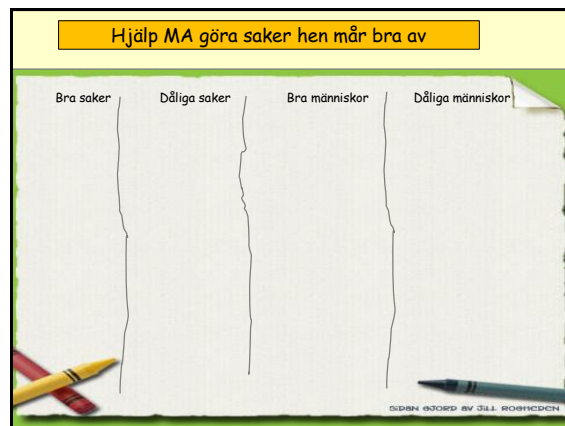 Hjälp MA göra saker hen mår bra av
Bra saker Dåliga saker Bra människor Dåliga människor
SIDAN GJORD AV JILL ROGHEDEN